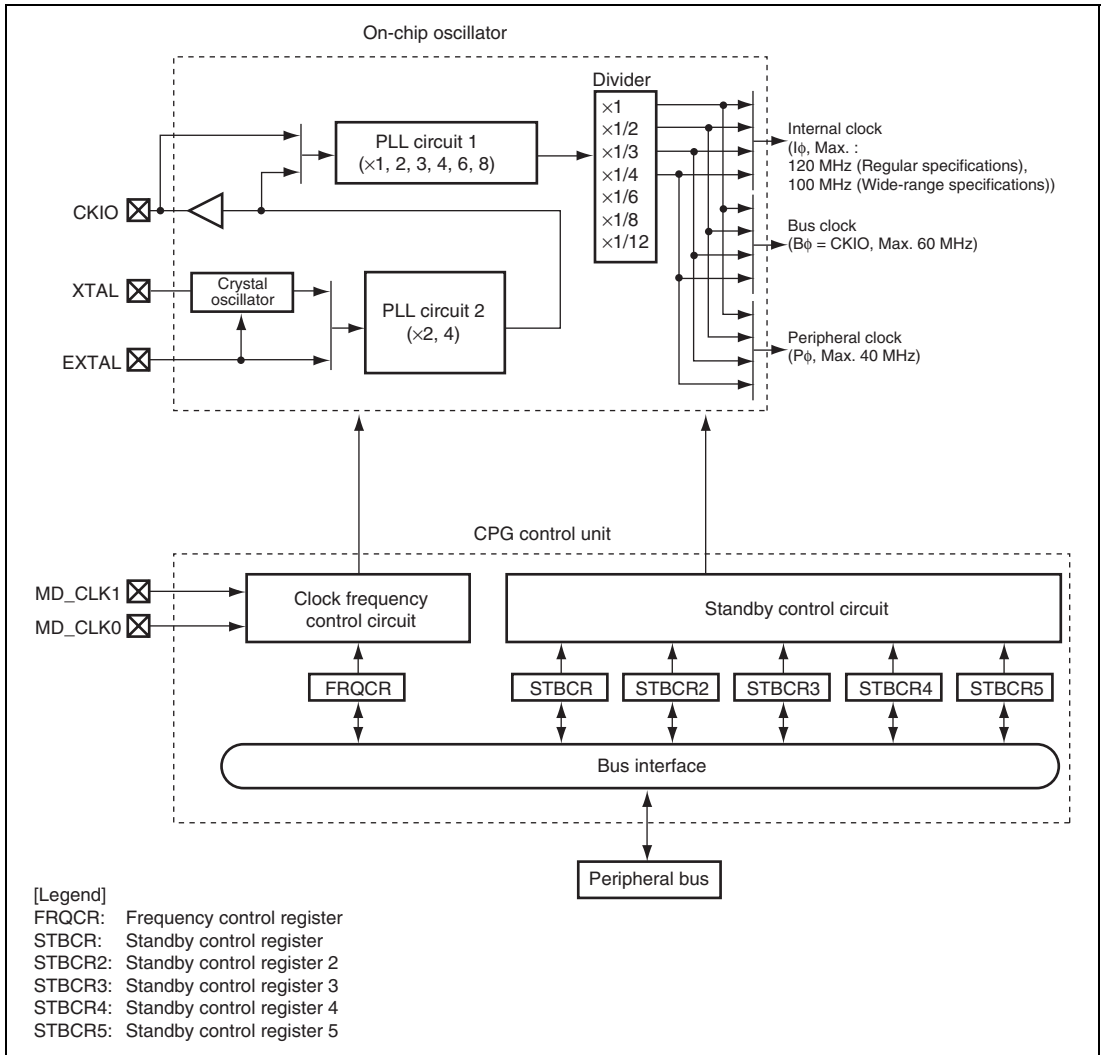 On-chip oscillator
Divider
×1
×1/2
×1/3
×1/4
×1/6
×1/8
×1/12
PLL circuit 1
(×1, 2, 3, 4, 6, 8)
Internal clock
(Iϕ, Max. :
120 MHz (Regular specifications),
100 MHz (Wide-range specifications))
CKIO
Bus clock
(Bϕ = CKIO, Max. 60 MHz)
XTAL
Crystal
oscillator
PLL circuit 2
(×2, 4)
EXTAL
Peripheral clock
(Pϕ, Max. 40 MHz)
CPG control unit
MD_CLK1
MD_CLK0
Clock frequency
control circuit
Standby control circuit
FRQCR
STBCR
STBCR2
STBCR3
STBCR4
STBCR5
Bus interface
Peripheral bus
[Legend]
FRQCR: Frequency control register
STBCR: Standby control register
STBCR2: Standby control register 2
STBCR3: Standby control register 3
STBCR4: Standby control register 4
STBCR5: Standby control register 5